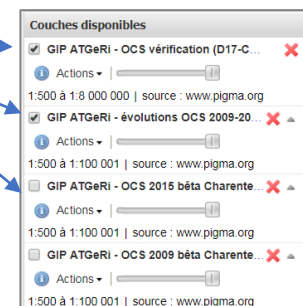 Couches disponibles
GIP ATGeRi - OCS vérification (D17-C...
Actions
1:500 à 1:8 000 000 | source : www.pigma.org
GIP ATGeRi - évolutions OCS 2009-20...
Actions
1:500 à 1:100 001 | source : www.pigma.org
GIP ATGeRi - OCS 2015 bêta Charente...
Actions
1:500 à 1:100 001 | source : www.pigma.org
GIP ATGeRi - OCS 2009 bêta Charente...
Actions
1:500 à 1:100 001 | source : www.pigma.org